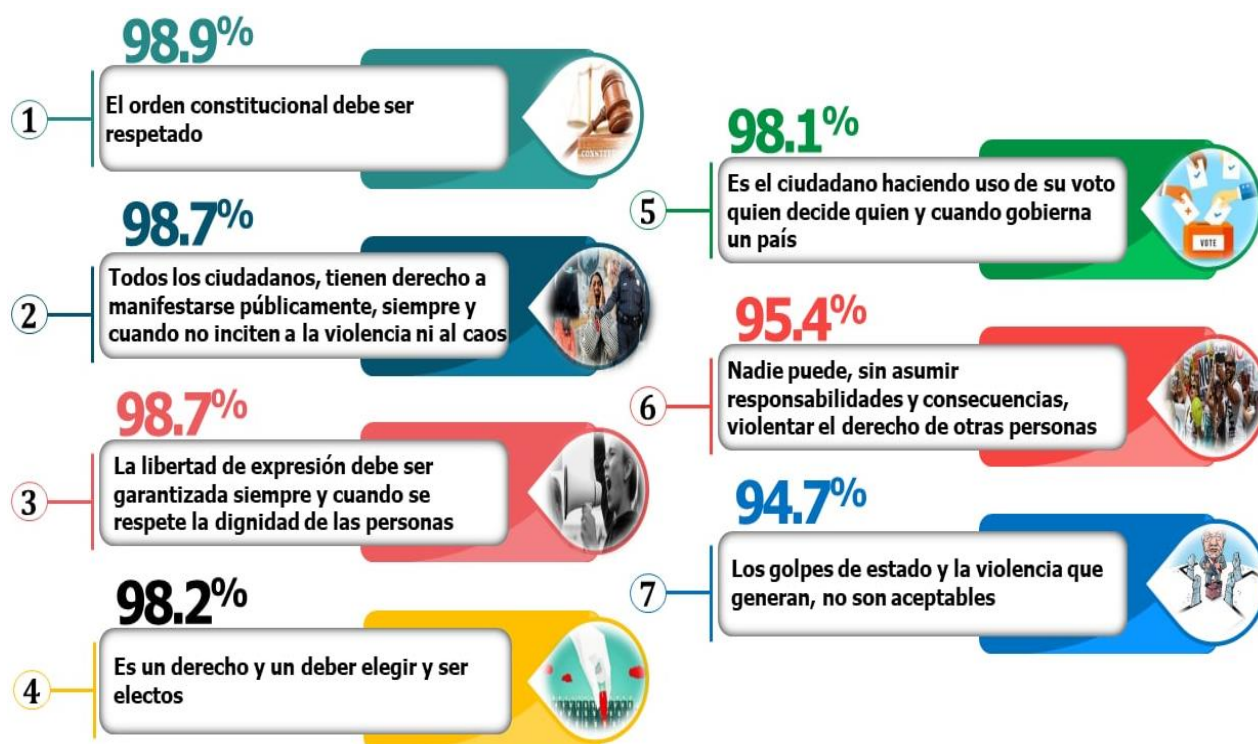 98.9%
1
El orden constitucional debe ser
respetado
98.7%
2
Todos los ciudadanos, tienen derecho a
manifestarse públicamente, siempre y
cuando no inciten a la violencia ni al caos
98.7%
3
La libertad de expresión debe ser
garantizada siempre y cuando se
respete la dignidad de las personas
98.2%
4
Es un derecho y un deber elegir y ser
electos
98.1%
5
Es el ciudadano haciendo uso de su voto
quien decide quien y cuando gobierna
un país
VOTE
95.4%
6
Nadie puede, sin asumir
responsabilidades y consecuencias,
violentar el derecho de otras personas
94.7%
7
Los golpes de estado y la violencia que
generan, no son aceptables